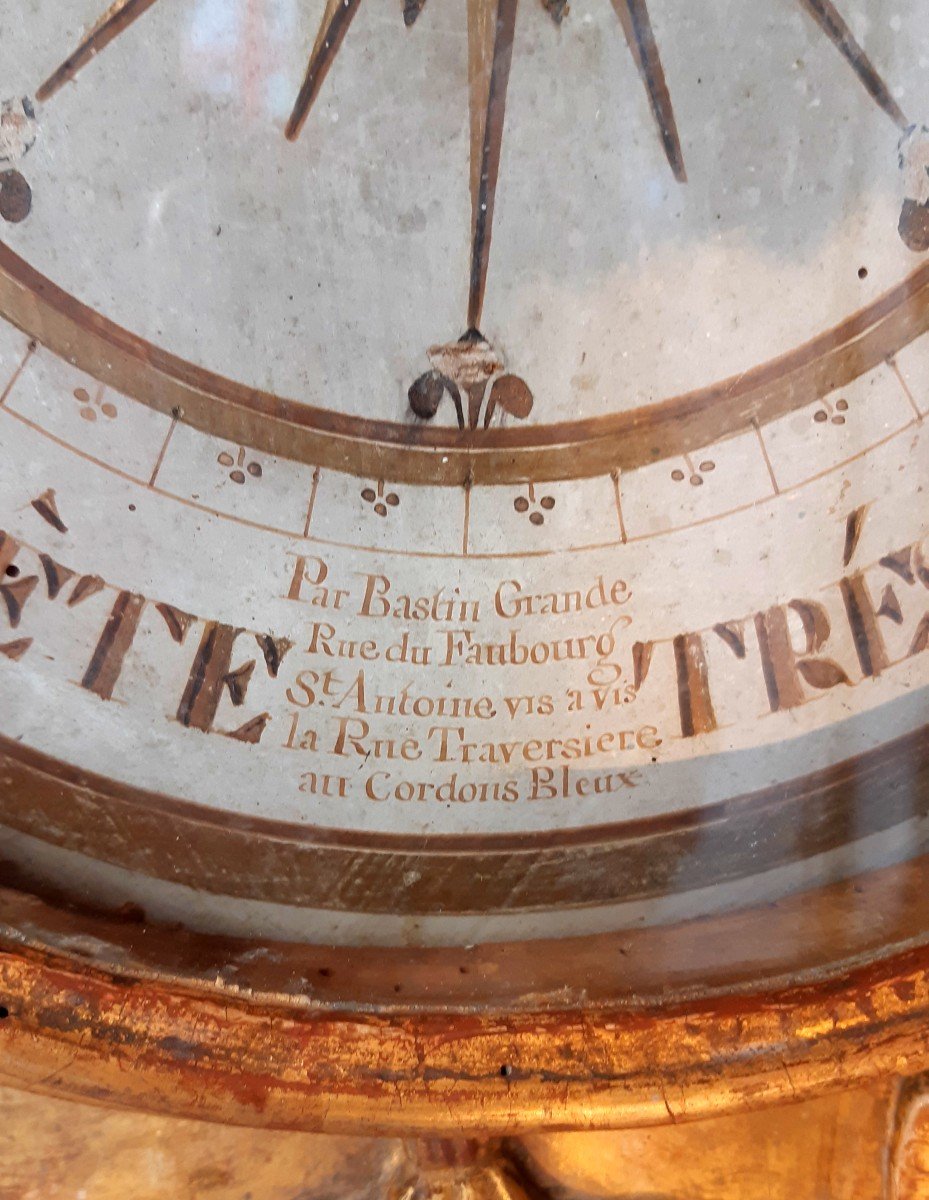 Par Bastin Grande
Rue du Faubourg
St. Antoine vis a vis
la Rue Traversiere
au Cordons Bleux